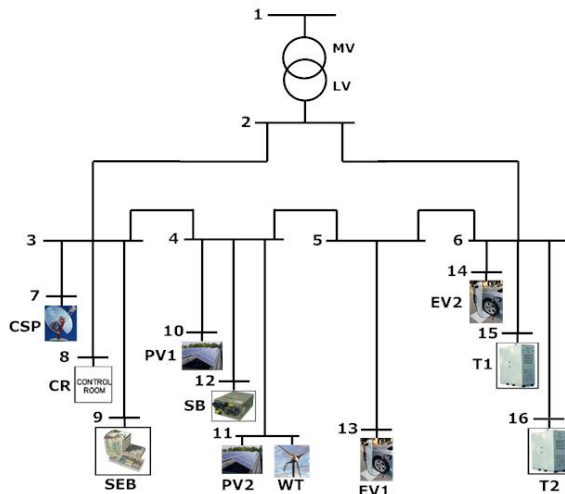 1
MV
LV
2
3
4
5
6
7
CSP
8
CR
CONTROL
ROOM
9
SEB
10
PV1
12
SB
11
PV2
WT
13
EV1
14
EV2
15
T1
16
T2